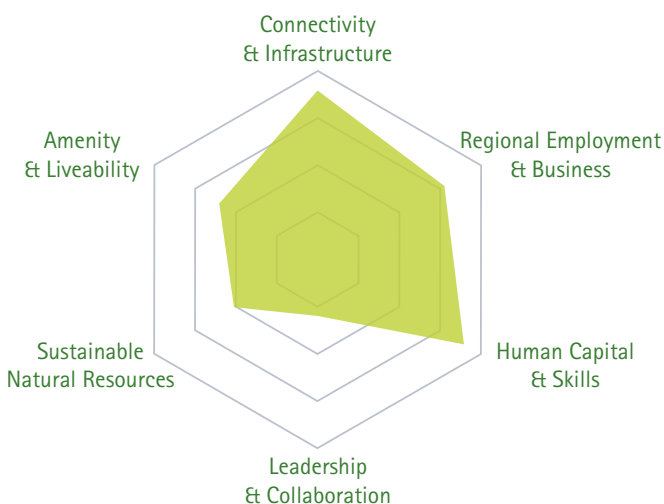 Connectivity
& Infrastructure
Amenity
& Liveability
Regional Employment
& Business
Sustainable
Natural Resources
Human Capital
& Skills
Leadership
& Collaboration